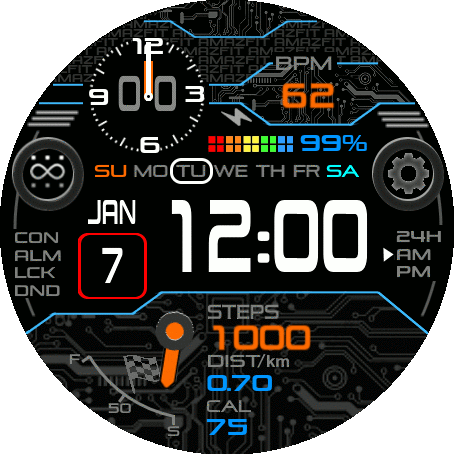 12
9
3
00
6
BPM
62
99%
SU MO TU WE TH FR SA
JAN
7
12:00
24H
AM
PM
CON
ALM
LCK
DND
STEPS
1000
DIST/km
0.70
CAL
75
F
50
S